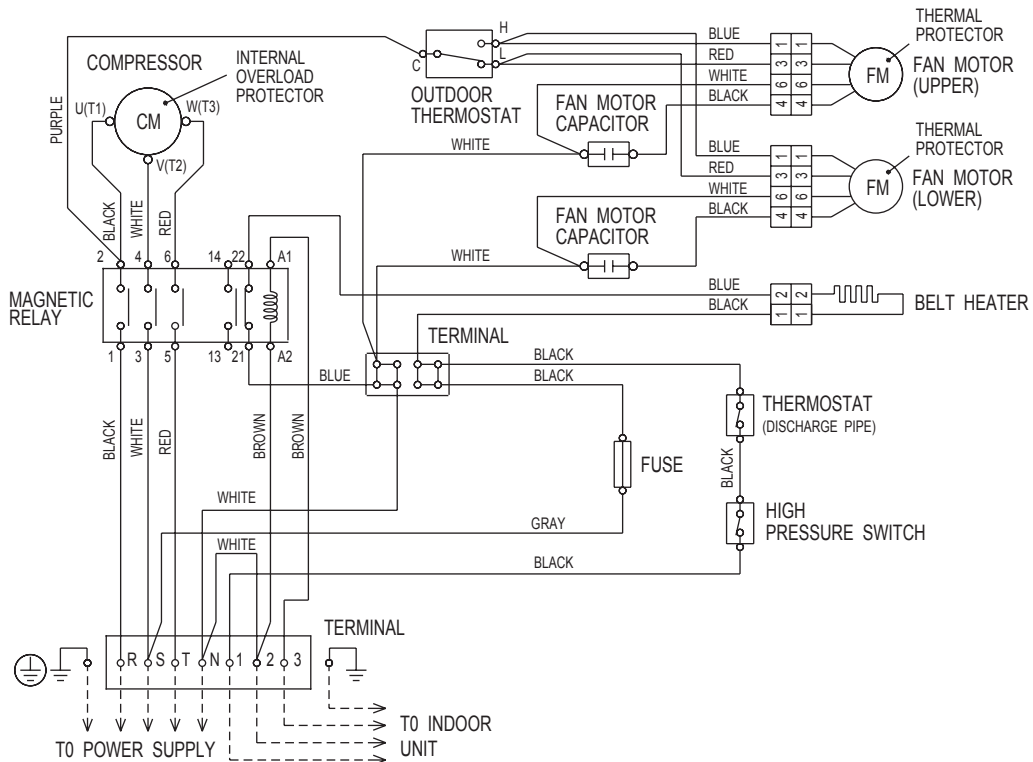 COMPRESSOR
INTERNAL
OVERLOAD
PROTECTOR
U(T1)
CM
W(T3)
V(T2)
PURPLE
BLACK
WHITE
RED
C
H
L
OUTDOOR
THERMOSTAT
FAN MOTOR
CAPACITOR
WHITE
BLUE
RED
WHITE
BLACK
1 1
3 3
6 6
4 4
FM
THERMAL
PROTECTOR
FAN MOTOR
(UPPER)
BLUE
RED
WHITE
BLACK
1 1
3 3
6 6
4 4
FM
THERMAL
PROTECTOR
FAN MOTOR
(LOWER)
FAN MOTOR
CAPACITOR
WHITE
2 4 6 14 22 A1
MAGNETIC
RELAY
1 3 5 13 21 A2
BLUE
BLACK
2 2
1 1
BELT HEATER
TERMINAL
BLUE
BLACK
BLACK
THERMOSTAT
(DISCHARGE PIPE)
BLACK
WHITE
RED
BROWN
BROWN
FUSE
BLACK
HIGH
PRESSURE SWITCH
WHITE
GRAY
WHITE
BLACK
TERMINAL
R S T N 1 2 3
T0 POWER SUPPLY
T0 INDOOR
UNIT